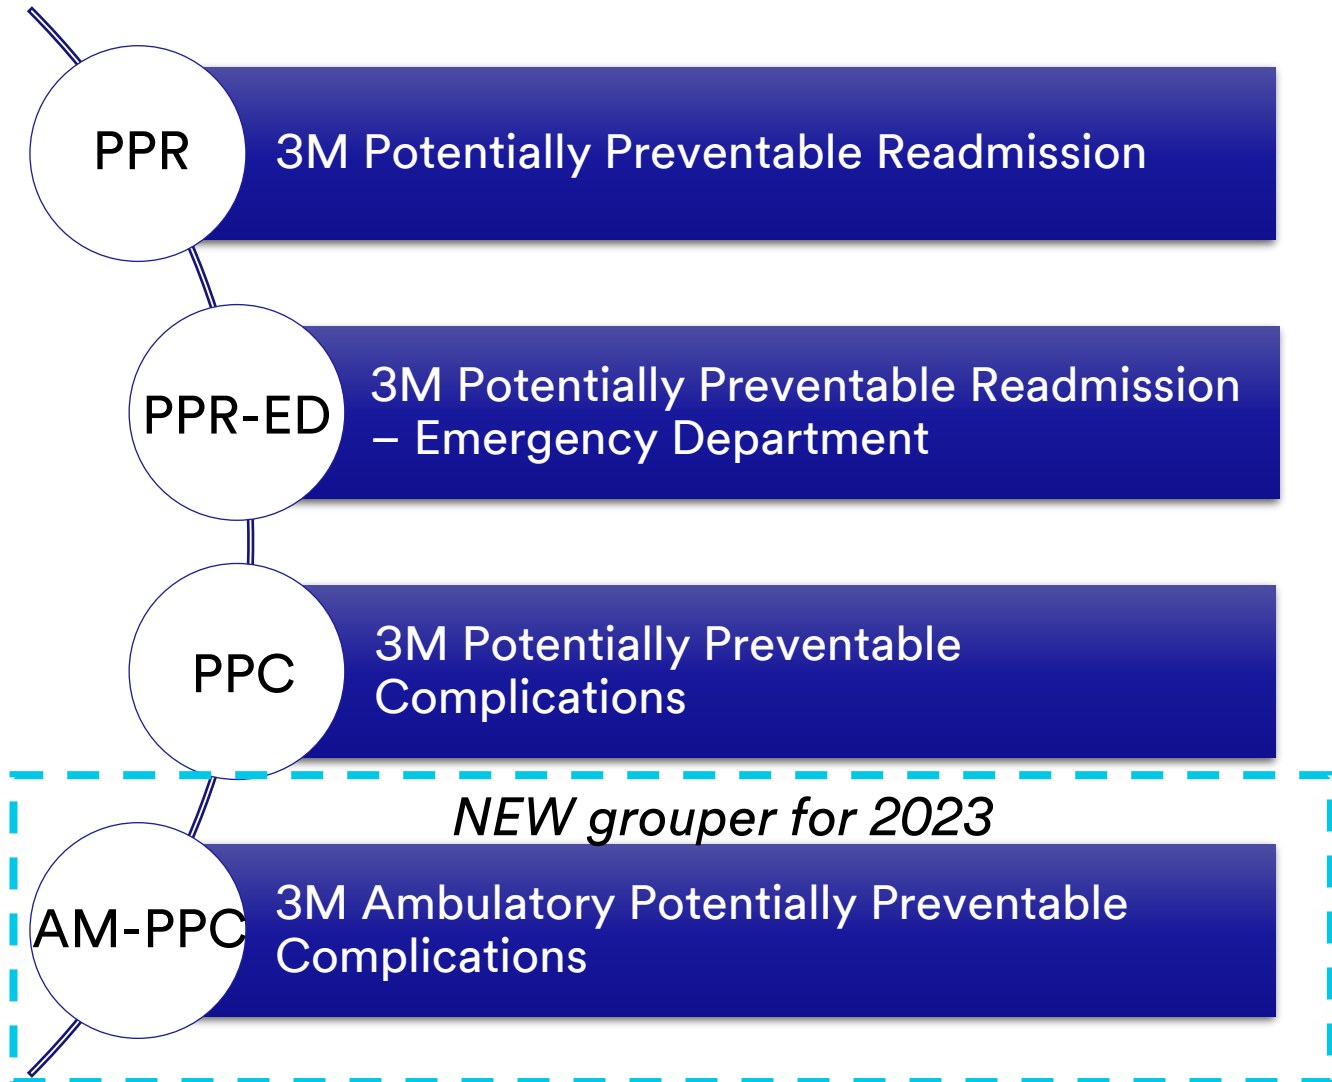 PPR
3M Potentially Preventable Readmission
PPR-ED
3M Potentially Preventable Readmission
– Emergency Department
PPC
3M Potentially Preventable
Complications
NEW grouper for 2023
AM-PPC
3M Ambulatory Potentially Preventable
Complications